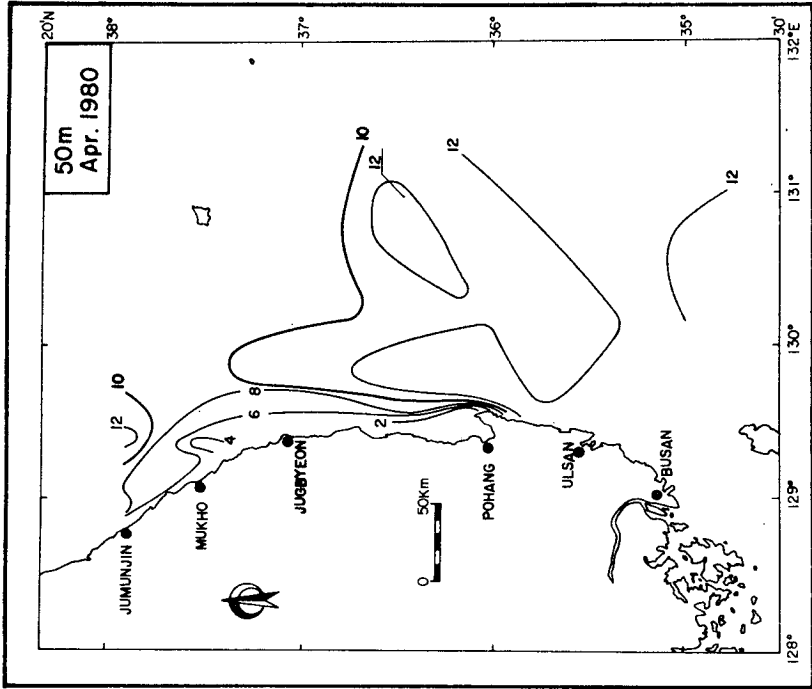 50m
Apr. 1980
20'N
38°
37°
36°
35°
30'
132°E
131°
130°
129°
128°
10
12
12
12
10
12
8
6
4
2
JUMUNJIN
MUKHO
JUGBYEON
POHANG
ULSAN
BUSAN
0 50Km